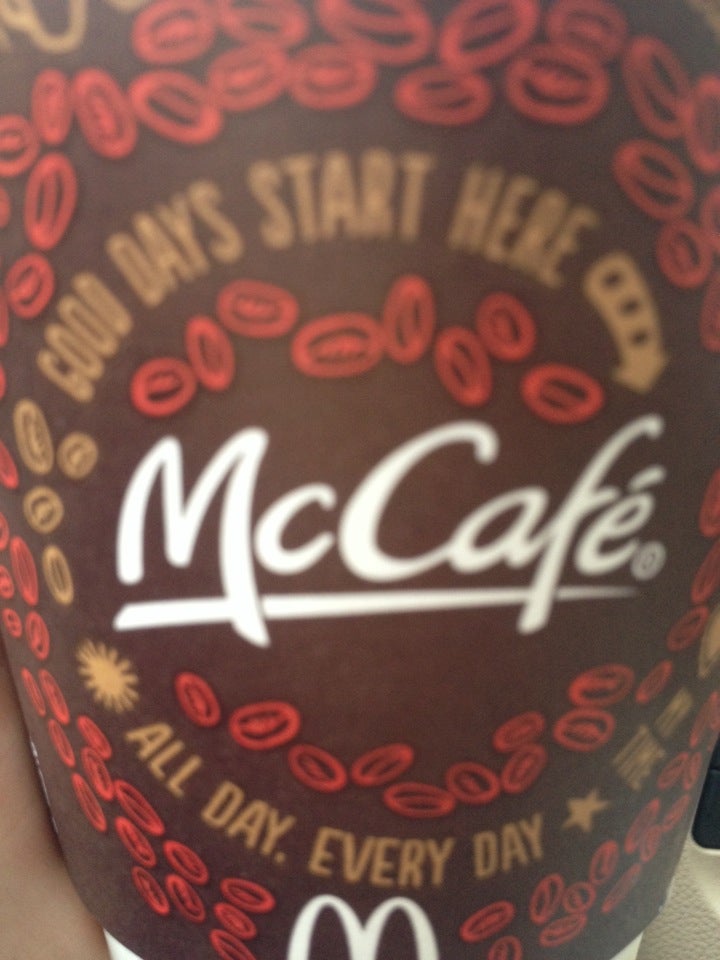 GOOD DAYS START HERE
McCafé®
ALL DAY. EVERY DAY